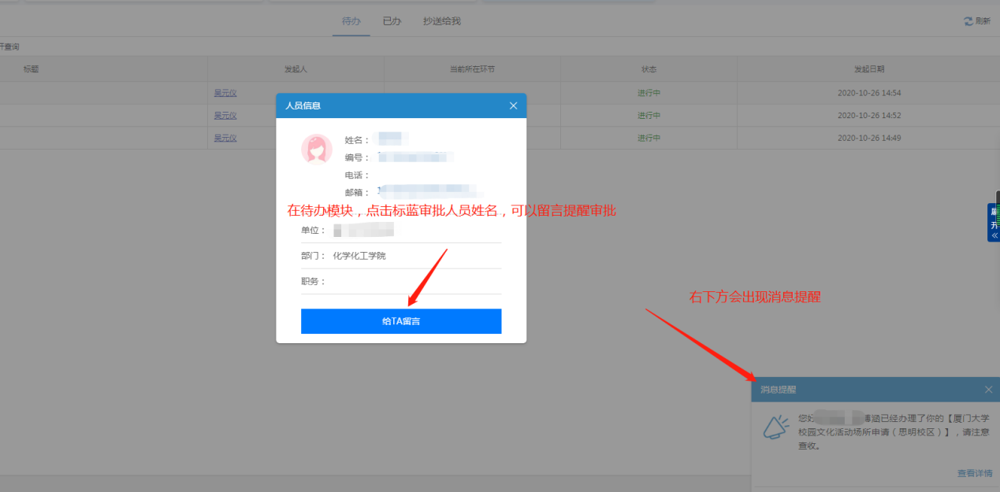 待办 已办 抄送给我 刷新
开查询
标题 发起人 当前所在环节 状态 发起日期
吴元仪 进行中 2020-10-26 14:54
吴元仪 进行中 2020-10-26 14:52
吴元仪 进行中 2020-10-26 14:49
人员信息
姓名：
编号：
电话：
邮箱：
在待办模块，点击标蓝审批人员姓名，可以留言提醒审批
单位：
部门： 化学化工学院
职务：
给TA留言
展
开
«
右下方会出现消息提醒
消息提醒
您好 已经办理了你的【厦门大学
校园文化活动场所申请（思明校区）】，请注意
查收。
查看详情